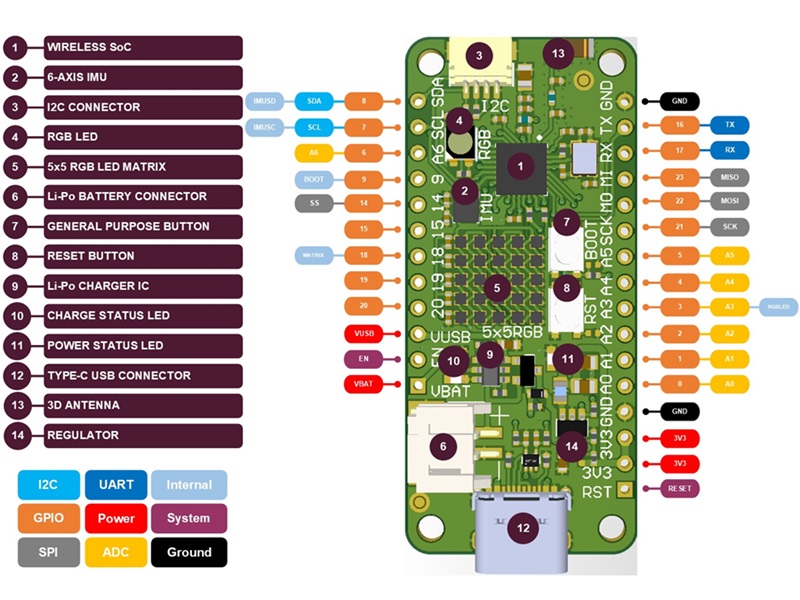 1 WIRELESS SoC
2 6-AXIS IMU
3 I2C CONNECTOR
4 RGB LED
5 5x5 RGB LED MATRIX
6 Li-Po BATTERY CONNECTOR
7 GENERAL PURPOSE BUTTON
8 RESET BUTTON
9 Li-Po CHARGER IC
10 CHARGE STATUS LED
11 POWER STATUS LED
12 TYPE-C USB CONNECTOR
13 3D ANTENNA
14 REGULATOR
I2C UART Internal
GPIO Power System
SPI ADC Ground
IMUSD SDA 8
IMUSC SCL 7
A6 6
BOOT 9
SS 14
15
MATRIX 18
19
20
VUSB
EN
VBAT
SDA
SCL
A6
9
14
15
18
19
20
VUSB
EN
VBAT
3
13
I2C
4
RGB
1
2
IMU
7
BOOT
5
8
RST
5x5RGB
10
9
11
6
14
12
+
-
GND
TX
RX
MI
MO
SCK
A5
A4
A3
A2
A1
A0
GND
3V3
3V3
RST
GND
16 TX
17 RX
23 MISO
22 MOSI
21 SCK
5 A5
4 A4
3 A3 RGBLED
2 A2
1 A1
0 A0
GND
3V3
3V3
RESET